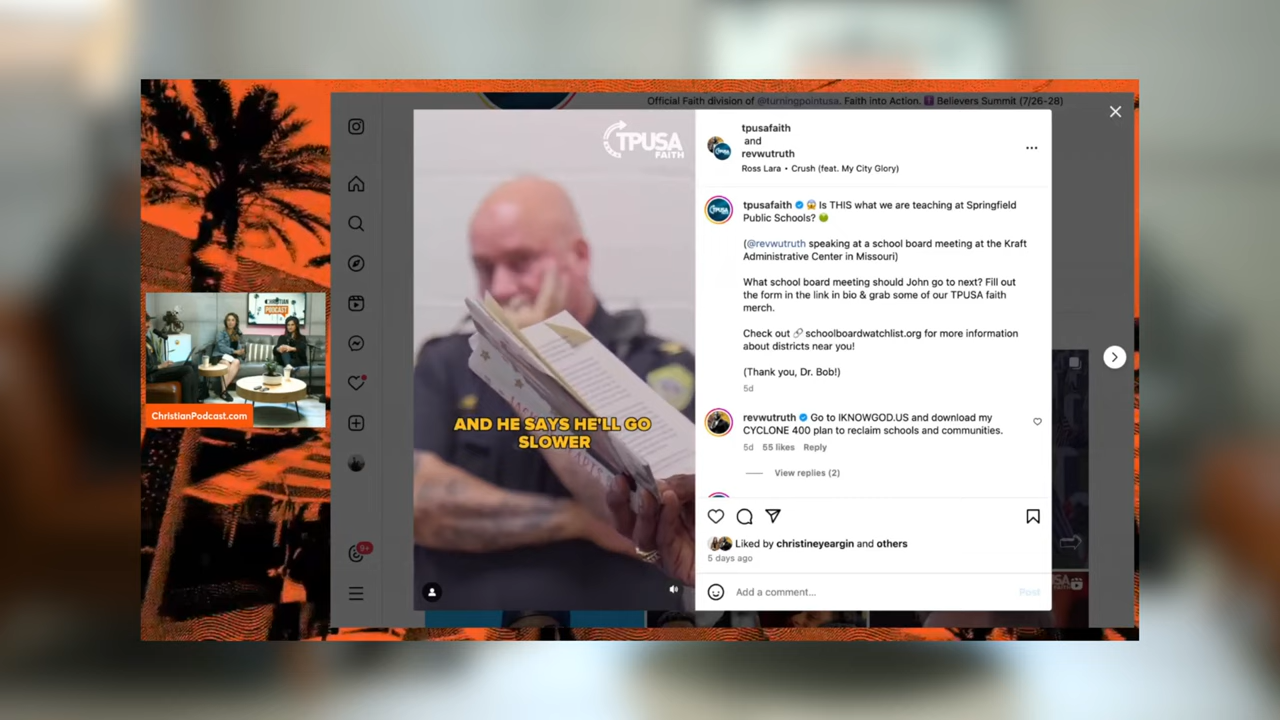 Official Faith division of @turningpointusa. Faith into Action. ✝️ Believers Summit (7/26-28)
TPUSA
FAITH
tpusafaith
and
revwutruth
Ross Lara • Crush (feat. My City Glory)
tpusafaith 😱 Is THIS what we are teaching at Springfield
Public Schools? 🤢
(@revwutruth speaking at a school board meeting at the Kraft
Administrative Center in Missouri)
What school board meeting should John go to next? Fill out
the form in the link in bio & grab some of our TPUSA faith
merch.
Check out 🔗 schoolboardwatchlist.org for more information
about districts near you!
(Thank you, Dr. Bob!)
5d
revwutruth Go to IKNOWGOD.US and download my
CYCLONE 400 plan to reclaim schools and communities.
5d 55 likes Reply
View replies (2)
Liked by christineyeargin and others
5 days ago
Add a comment...
Post
AND HE SAYS HE'LL GO
SLOWER
CHRISTIAN
PODCAST
ChristianPodcast.com
9+